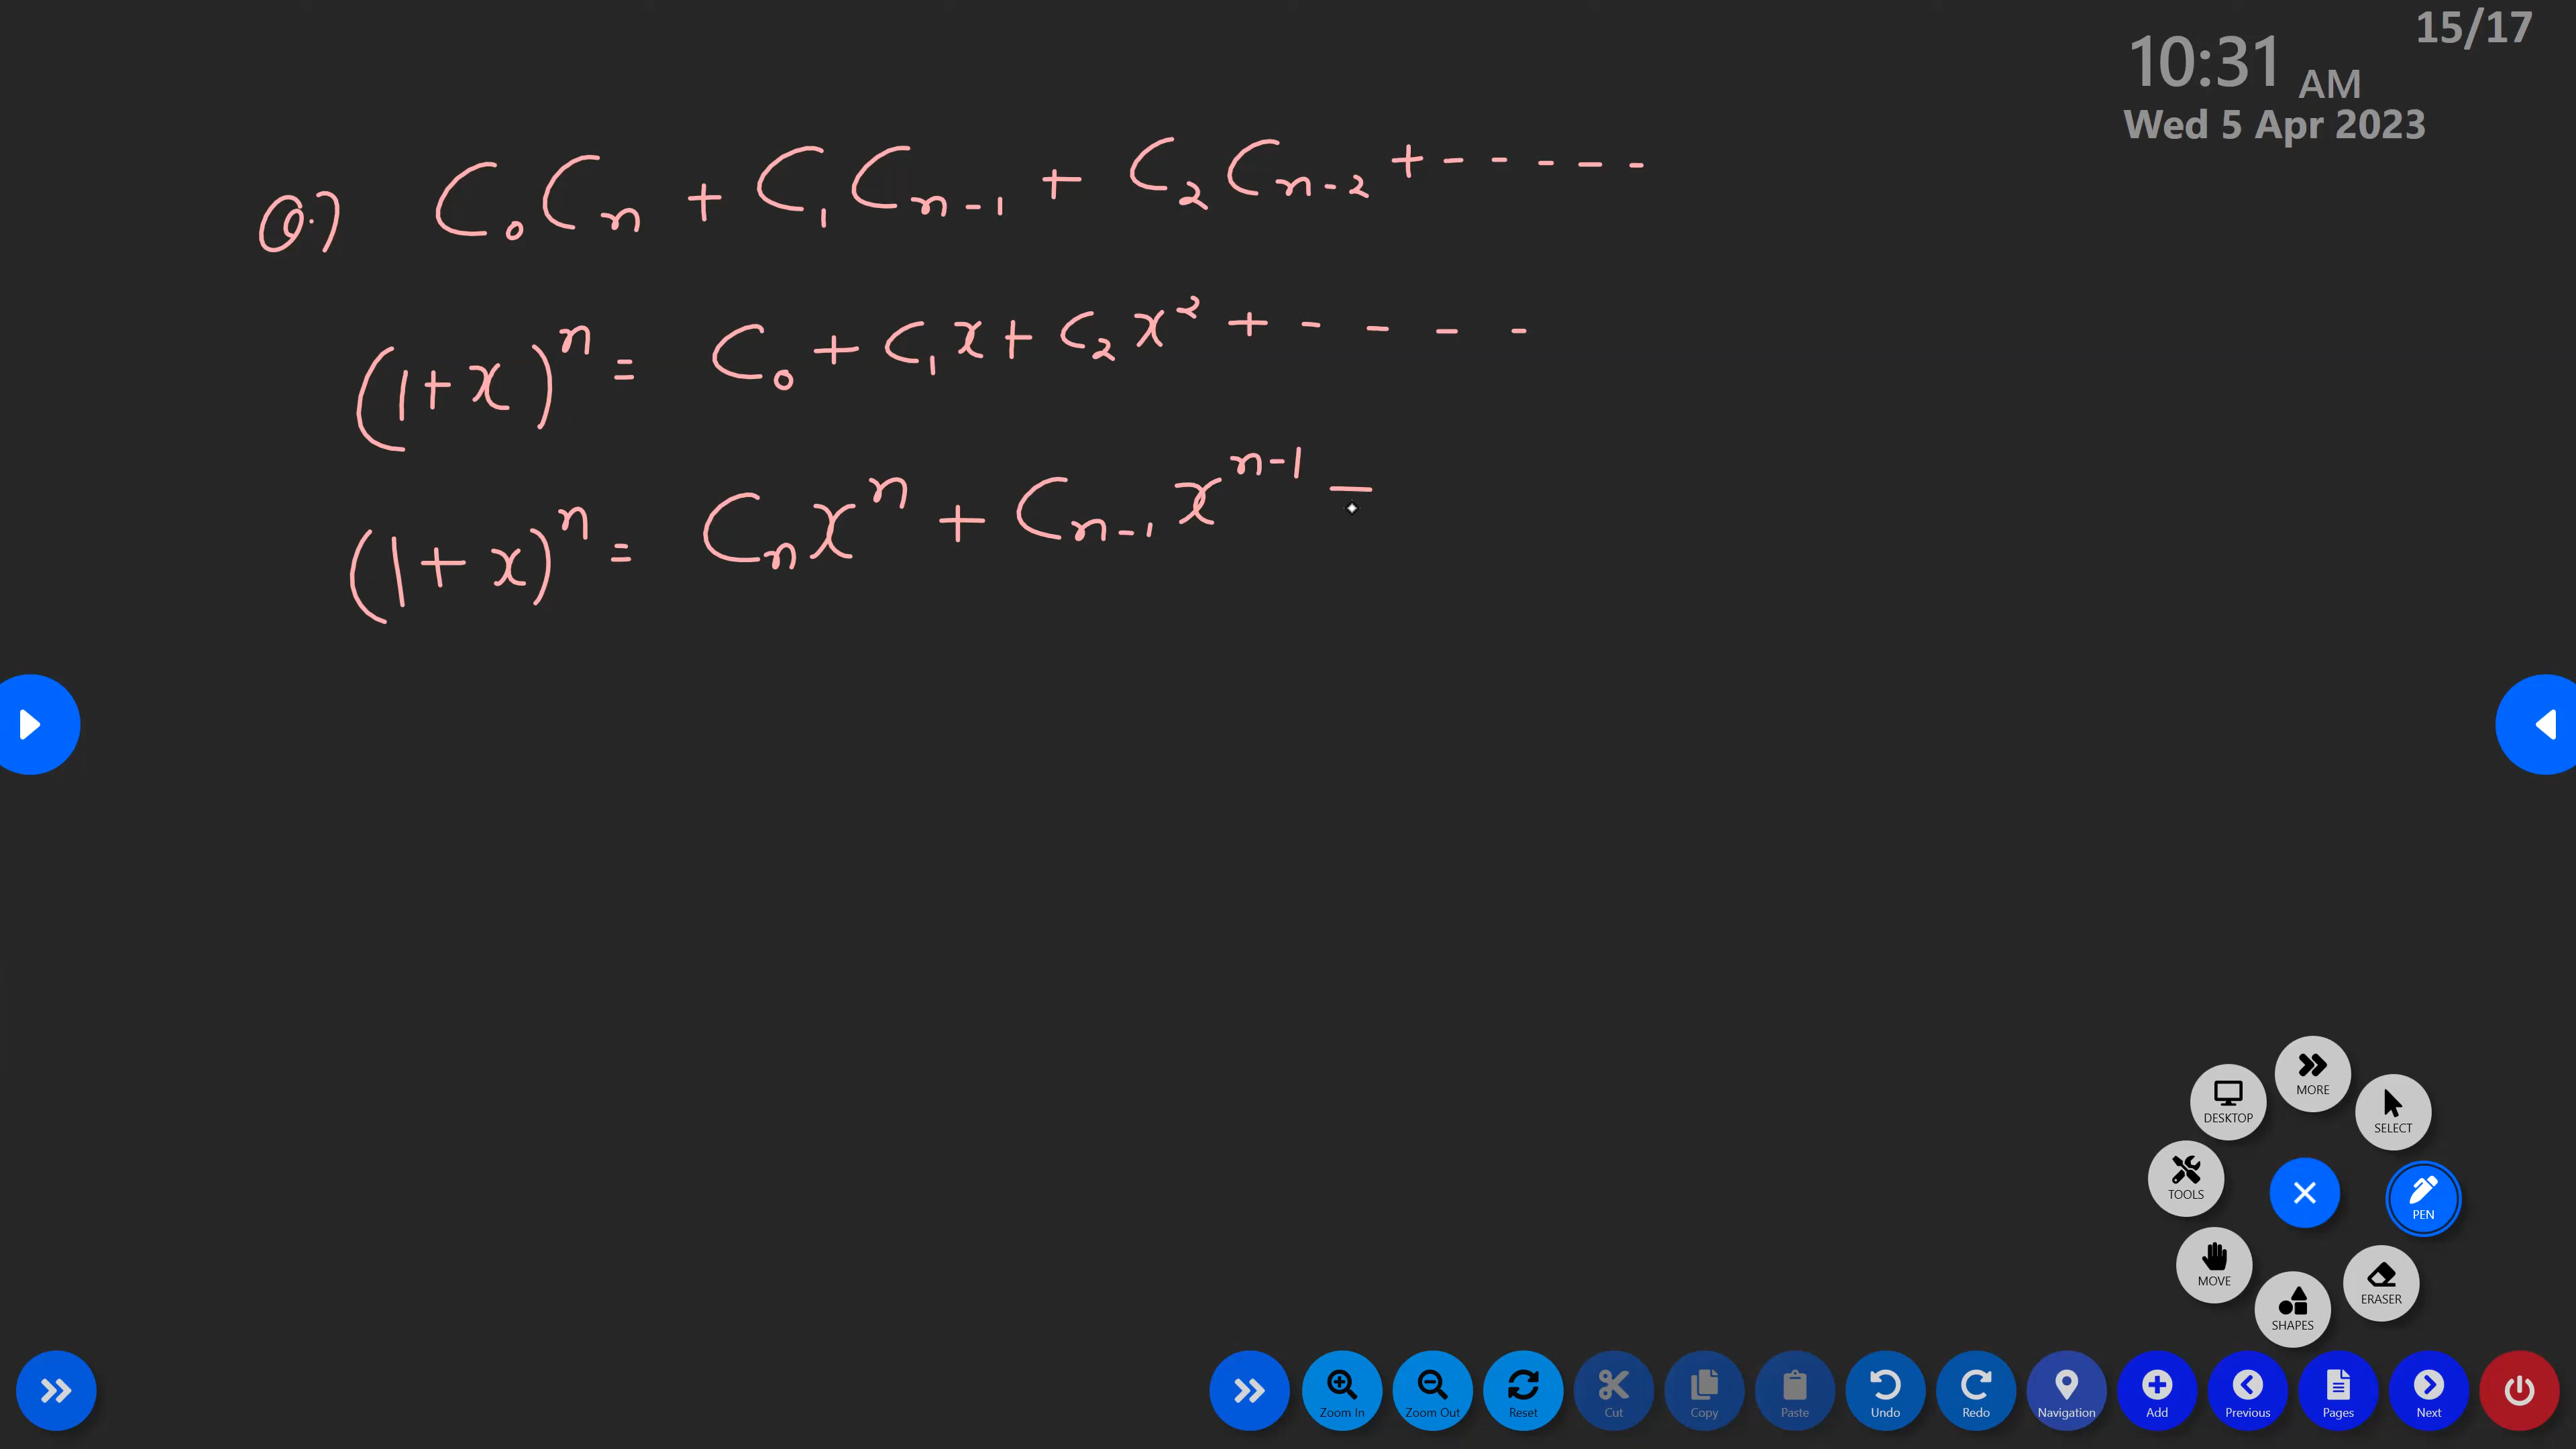 15/17
10:31 AM
Wed 5 Apr 2023
Q.) C₀Cₙ + C₁Cₙ₋₁ + C₂Cₙ₋₂ + - - - - -
(1+x)ⁿ = C₀ + C₁x + C₂x² + - - - -
(1+x)ⁿ = Cₙxⁿ + Cₙ₋₁xⁿ⁻¹ –
MORE
DESKTOP
SELECT
TOOLS
PEN
MOVE
ERASER
SHAPES
Zoom In Zoom Out Reset Cut Copy Paste Undo Redo Navigation Add Previous Pages Next